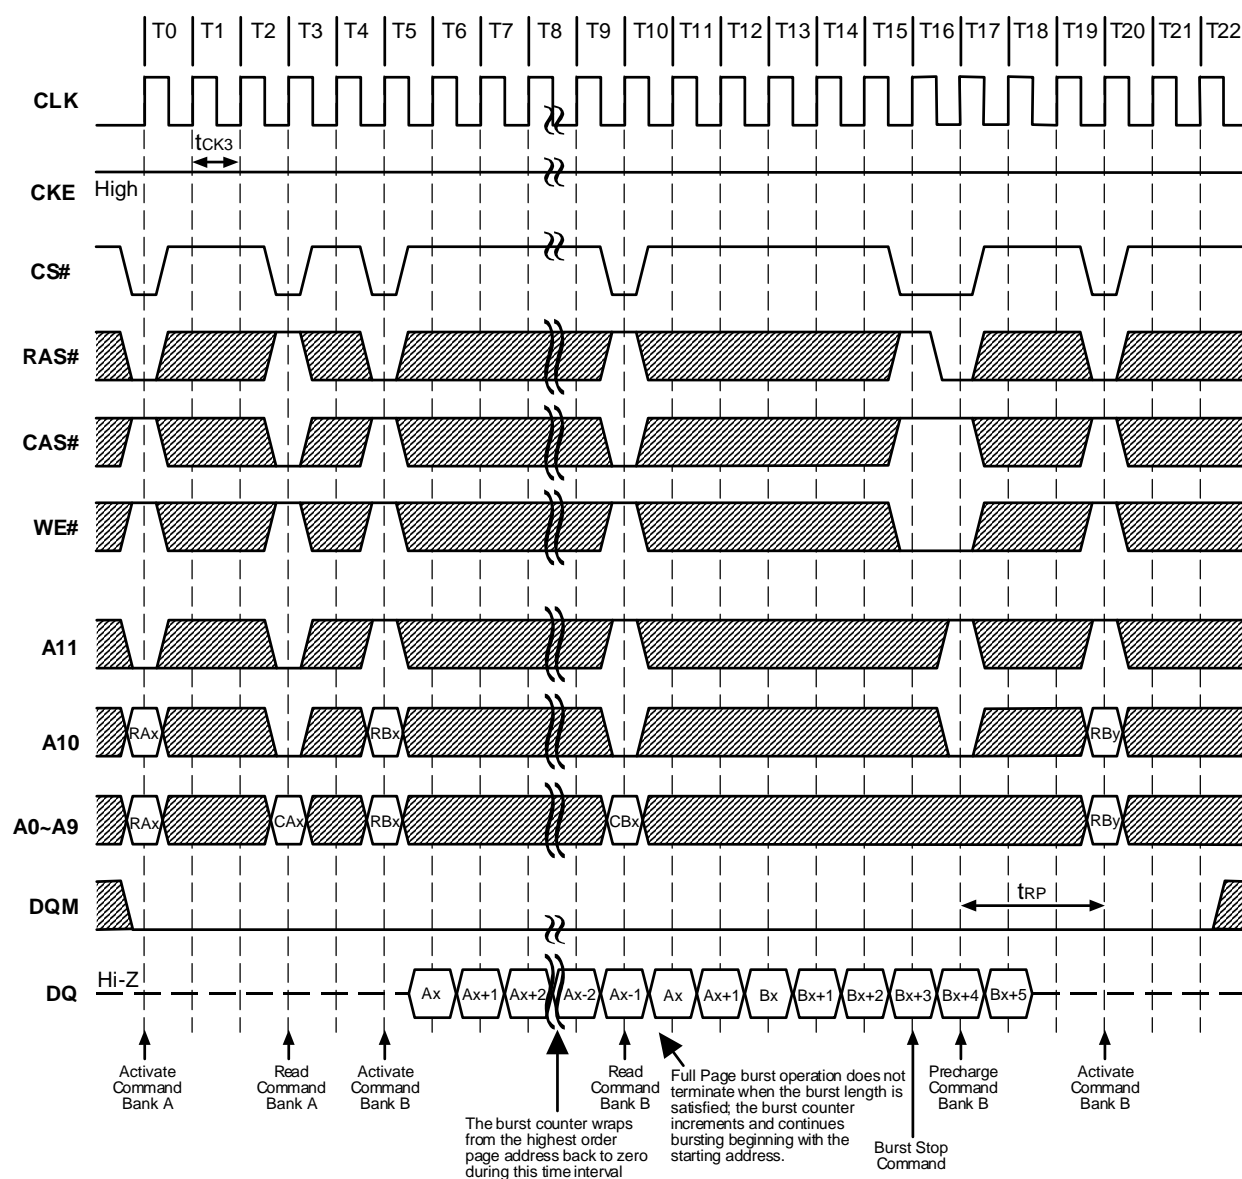 T0 T1 T2 T3 T4 T5 T6 T7 T8 T9 T10 T11 T12 T13 T14 T15 T16 T17 T18 T19 T20 T21 T22
CLK
tCK3
CKE High
CS#
RAS#
CAS#
WE#
A11
A10 RAx RBx RBy
A0~A9 RAx CAx RBx CBx RBy
DQM tRP
DQ Hi-Z Ax Ax+1 Ax+2 Ax-2 Ax-1 Ax Ax+1 Bx Bx+1 Bx+2 Bx+3 Bx+4 Bx+5
Activate
Command
Bank A
Read
Command
Bank A
Activate
Command
Bank B
The burst counter wraps
from the highest order
page address back to zero
during this time interval
Read
Command
Bank B
Full Page burst operation does not
terminate when the burst length is
satisfied; the burst counter
increments and continues
bursting beginning with the
starting address.
Burst Stop
Command
Precharge
Command
Bank B
Activate
Command
Bank B